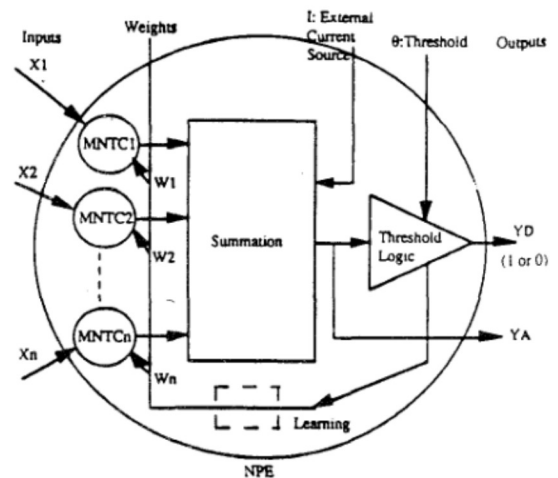 Inputs
Weights
I: External
Current
Source
θ:Threshold
Outputs
X1
MNTC1
W1
X2
MNTC2
W2
Summation
Threshold
Logic
YD
(1 or 0)
YA
Xn
MNTCn
Wn
Learning
NPE